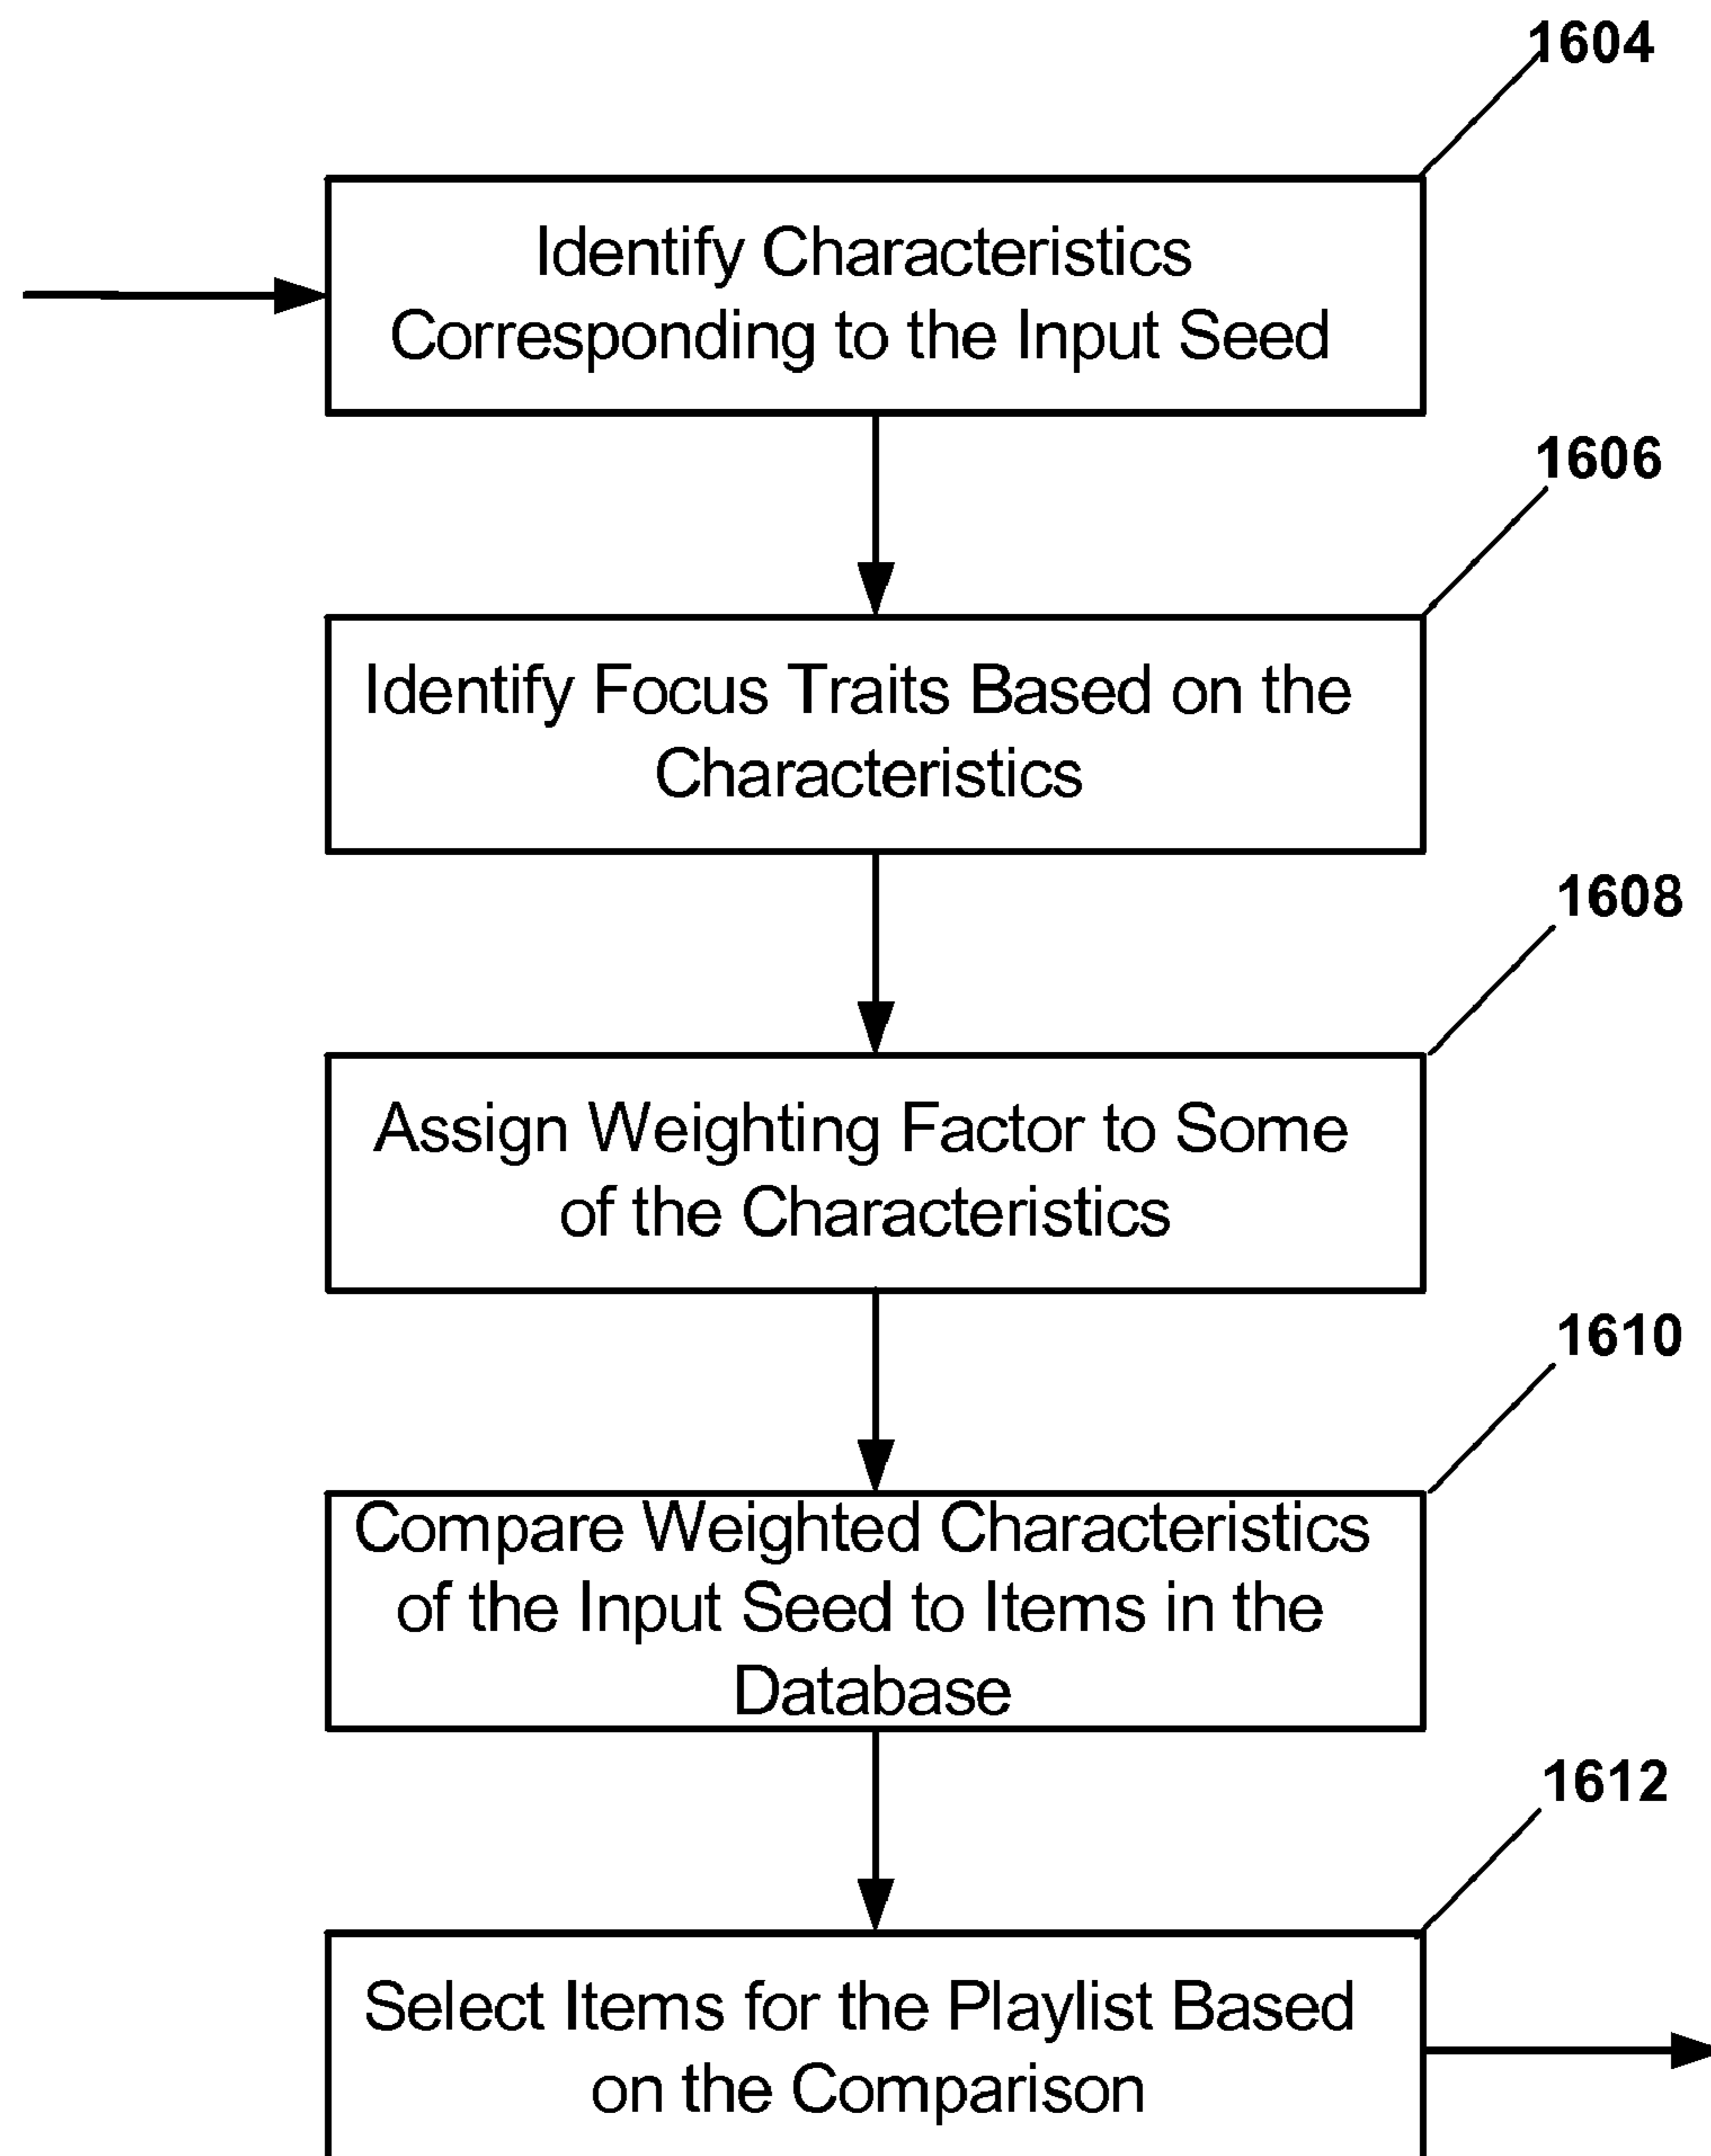 1604
Identify Characteristics
Corresponding to the Input Seed
1606
Identify Focus Traits Based on the
Characteristics
1608
Assign Weighting Factor to Some
of the Characteristics
1610
Compare Weighted Characteristics
of the Input Seed to Items in the
Database
1612
Select Items for the Playlist Based
on the Comparison